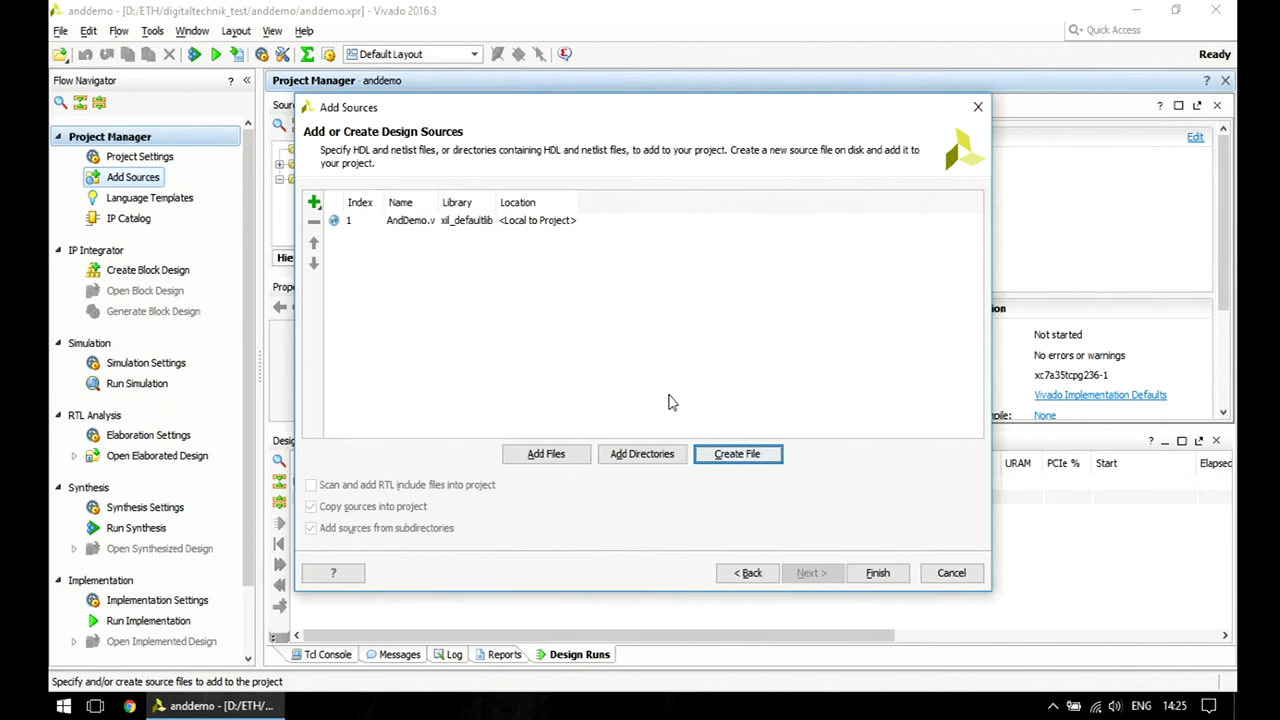 anddemo - [D:/ETH/digitaltechnik_test/anddemo/anddemo.xpr] - Vivado 2016.3
File Edit Flow Tools Window Layout View Help
Quick Access
Default Layout
Ready
Flow Navigator
? «
Project Manager - anddemo
? ×
Project Manager
Project Settings
Add Sources
Language Templates
IP Catalog
IP Integrator
Create Block Design
Open Block Design
Generate Block Design
Simulation
Simulation Settings
Run Simulation
RTL Analysis
Elaboration Settings
Open Elaborated Design
Synthesis
Synthesis Settings
Run Synthesis
Open Synthesized Design
Implementation
Implementation Settings
Run Implementation
Open Implemented Design
Sou
Hie
Prope
Desig
Add Sources
Add or Create Design Sources
Specify HDL and netlist files, or directories containing HDL and netlist files, to add to your project. Create a new source file on disk and add it to
your project.
Index Name Library Location
1 AndDemo.v xil_defaultlib <Local to Project>
Add Files Add Directories Create File
Scan and add RTL include files into project
Copy sources into project
Add sources from subdirectories
? < Back Next > Finish Cancel
?
Edit
on
Not started
No errors or warnings
xc7a35tcpg236-1
Vivado Implementation Defaults
pile: None
?
URAM PCIe % Start Elapsed
Tcl Console Messages Log Reports Design Runs
Specify and/or create source files to add to the project
anddemo - [D:/ETH/...
ENG 14:25